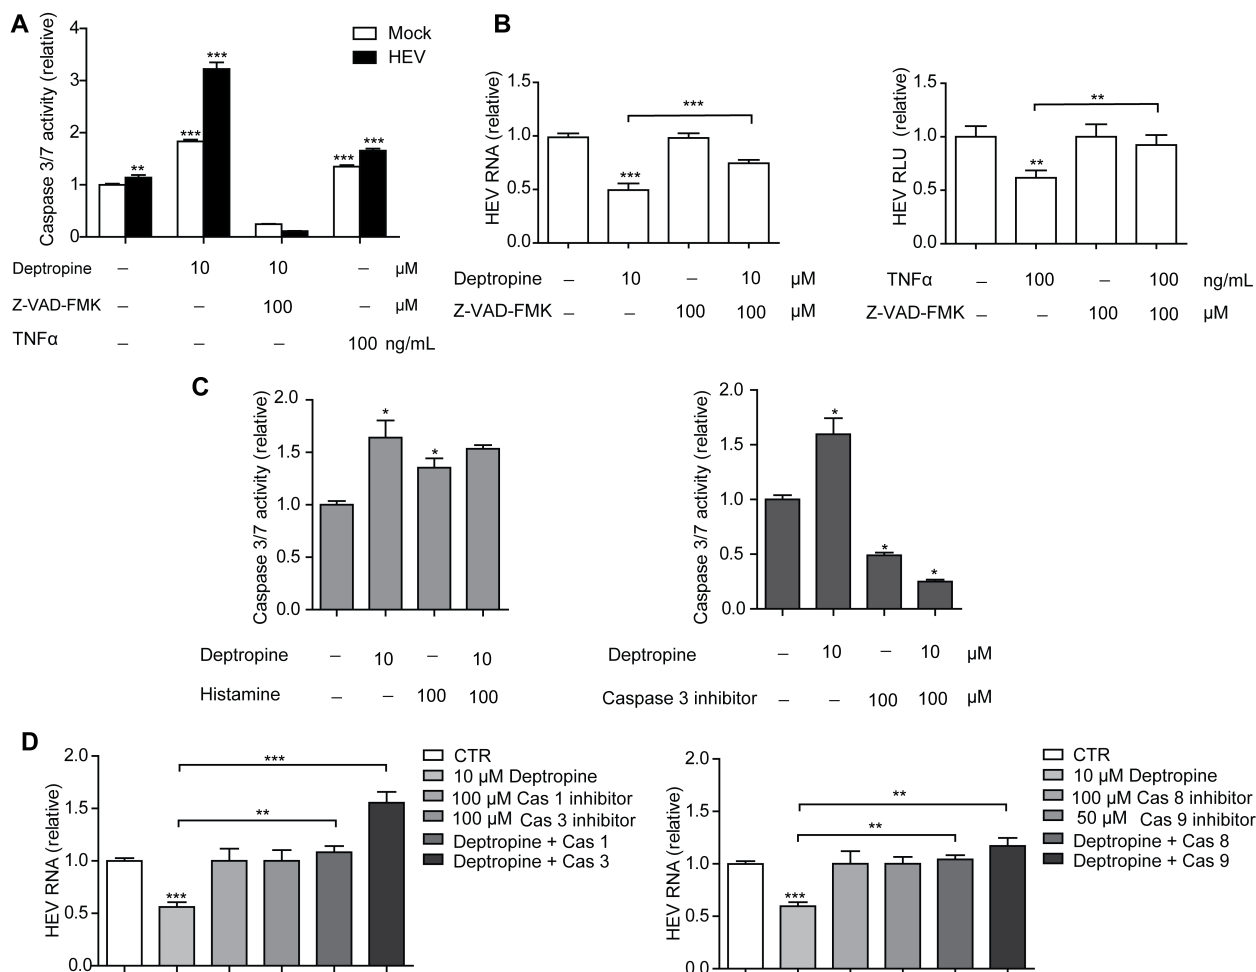 A
Caspase 3/7 activity (relative)
4
3
2
1
0
Mock
HEV
** *** *** *** ***
Deptropine – 10 10 – µM
Z-VAD-FMK – – 100 – µM
TNFα – – – 100 ng/mL
B
HEV RNA (relative)
1.5
1.0
0.5
0.0
***
***
Deptropine – 10 – 10 µM
Z-VAD-FMK – – 100 100 µM
HEV RLU (relative)
1.5
1.0
0.5
0.0
**
**
TNFα – 100 – 100 ng/mL
Z-VAD-FMK – – 100 100 µM
C
Caspase 3/7 activity (relative)
2.0
1.5
1.0
0.5
0.0
* *
Deptropine – 10 – 10
Histamine – – 100 100
Caspase 3/7 activity (relative)
2.0
1.5
1.0
0.5
0.0
* * *
Deptropine – 10 – 10 µM
Caspase 3 inhibitor – – 100 100 µM
D
HEV RNA (relative)
2.0
1.5
1.0
0.5
0.0
***
**
***
CTR
10 µM Deptropine
100 µM Cas 1 inhibitor
100 µM Cas 3 inhibitor
Deptropine + Cas 1
Deptropine + Cas 3
HEV RNA (relative)
2.0
1.5
1.0
0.5
0.0
**
**
***
CTR
10 µM Deptropine
100 µM Cas 8 inhibitor
50 µM Cas 9 inhibitor
Deptropine + Cas 8
Deptropine + Cas 9